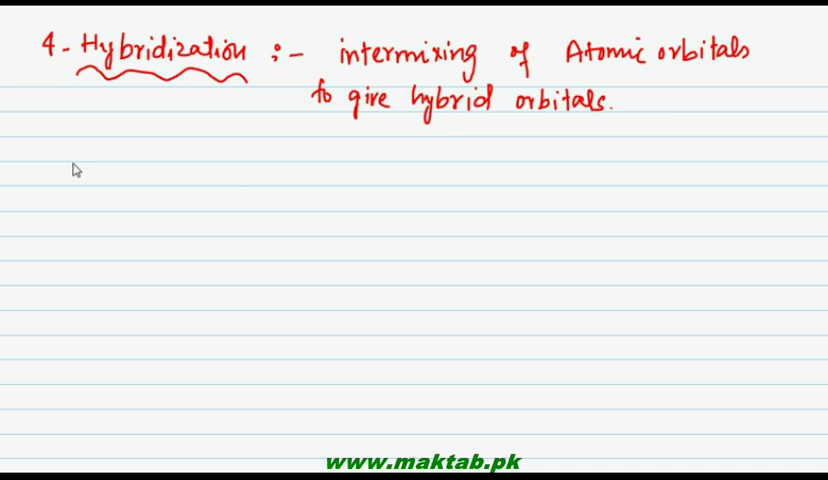 4 - Hybridization :- intermixing of Atomic orbitals
to give hybrid orbitals.
www.maktab.pk